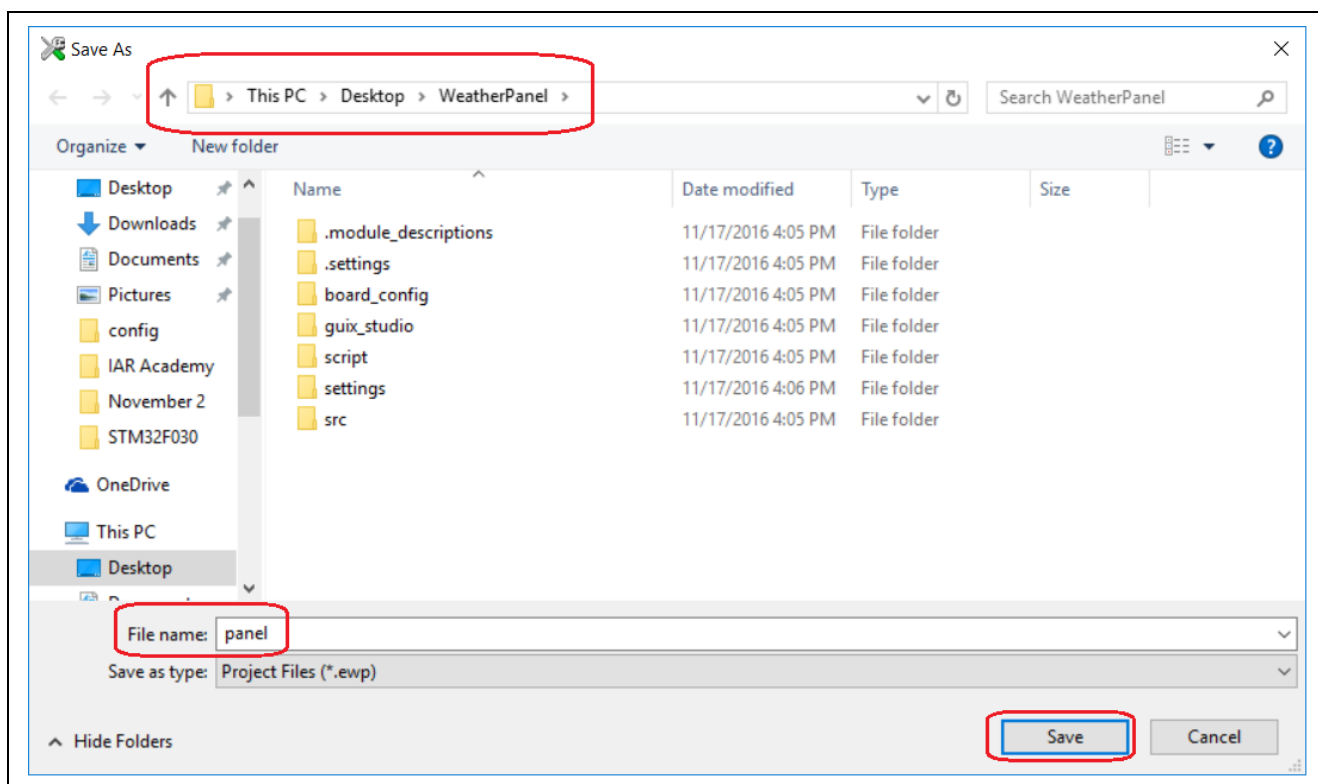 Save As
This PC > Desktop > WeatherPanel >
Search WeatherPanel
Organize
New folder
Name Date modified Type Size
Desktop
Downloads
Documents
Pictures
config
IAR Academy
November 2
STM32F030
OneDrive
This PC
Desktop
.module_descriptions 11/17/2016 4:05 PM File folder
.settings 11/17/2016 4:05 PM File folder
board_config 11/17/2016 4:05 PM File folder
guix_studio 11/17/2016 4:05 PM File folder
script 11/17/2016 4:05 PM File folder
settings 11/17/2016 4:06 PM File folder
src 11/17/2016 4:05 PM File folder
File name: panel
Save as type: Project Files (*.ewp)
Hide Folders
Save
Cancel